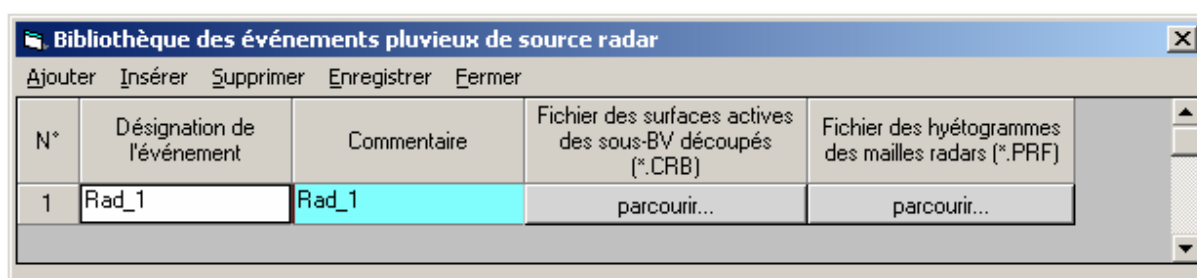 Bibliothèque des événements pluvieux de source radar
Ajouter Insérer Supprimer Enregistrer Fermer
N° Désignation de l'événement Commentaire Fichier des surfaces actives des sous-BV découpés (*.CRB) Fichier des hyétogrammes des mailles radars (*.PRF)
1 Rad_1 Rad_1 parcourir... parcourir...